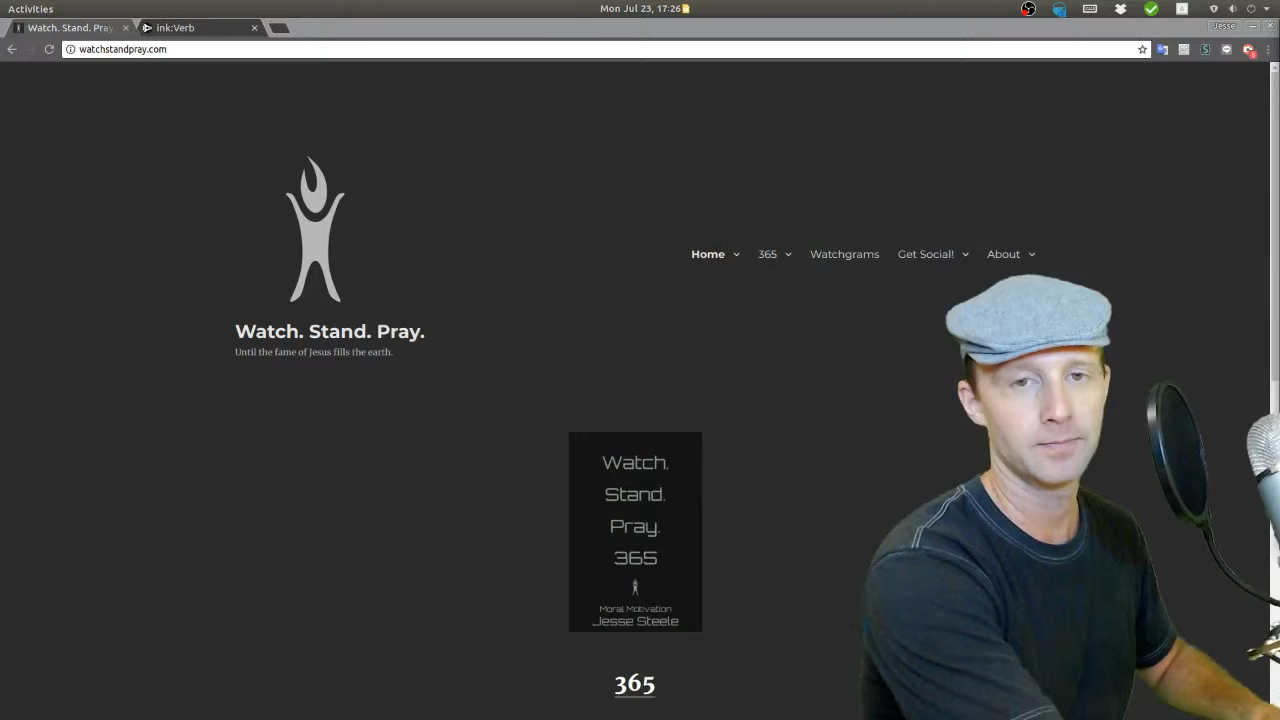 Activities
Mon Jul 23, 17:26
Watch. Stand. Pray
ink:Verb
Jesse
watchstandpray.com
Home
365
Watchgrams
Get Social!
About
Watch. Stand. Pray.
Until the fame of Jesus fills the earth.
Watch.
Stand.
Pray.
365
Moral Motivation
Jesse Steele
365